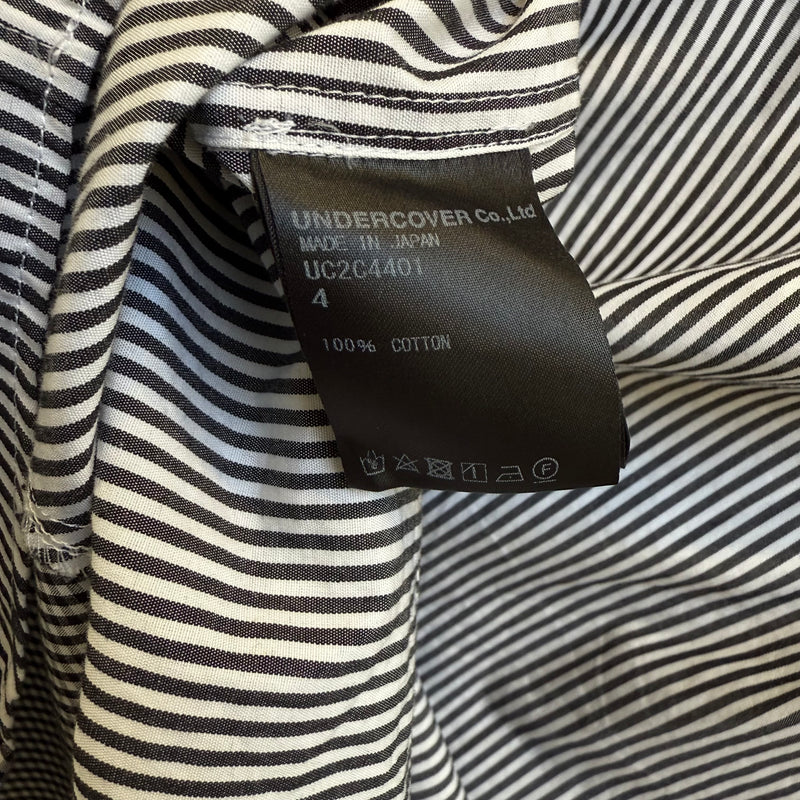 UNDERCOVER Co.,Ltd
MADE IN JAPAN
UC2C4401
4
100% COTTON
F